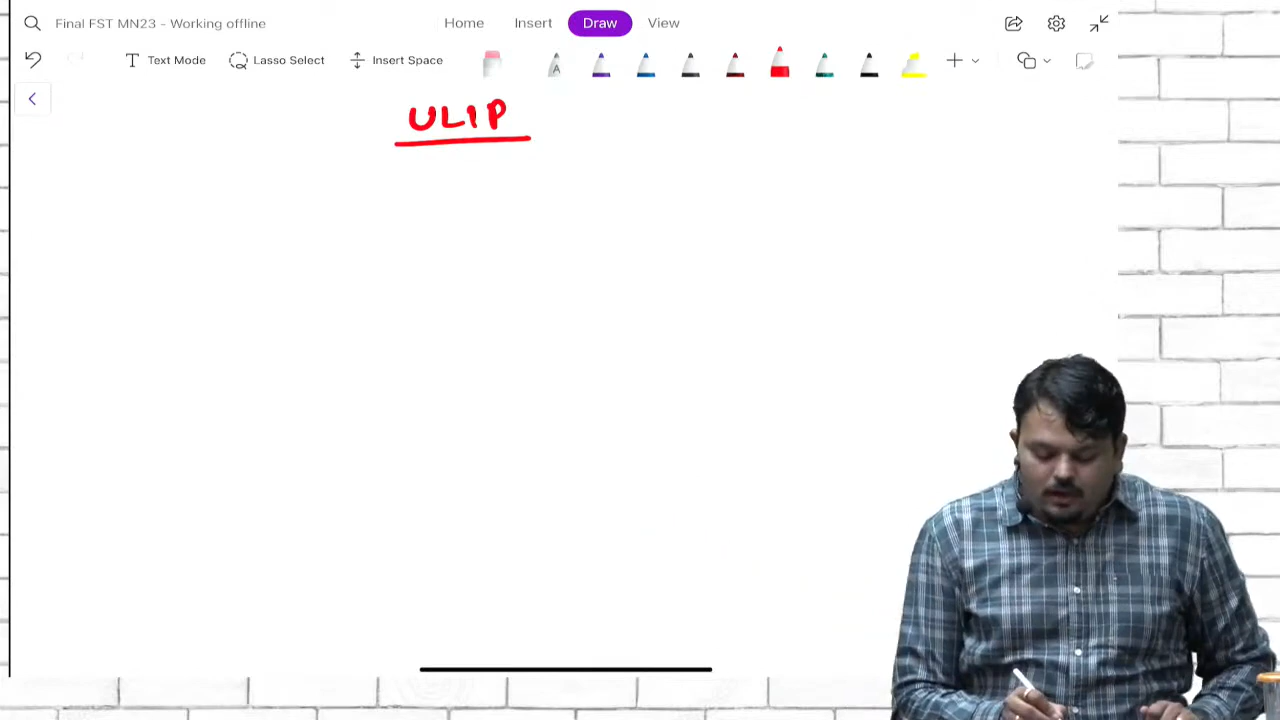 Final FST MN23 - Working offline
Home Insert Draw View
Text Mode Lasso Select Insert Space A
ULIP